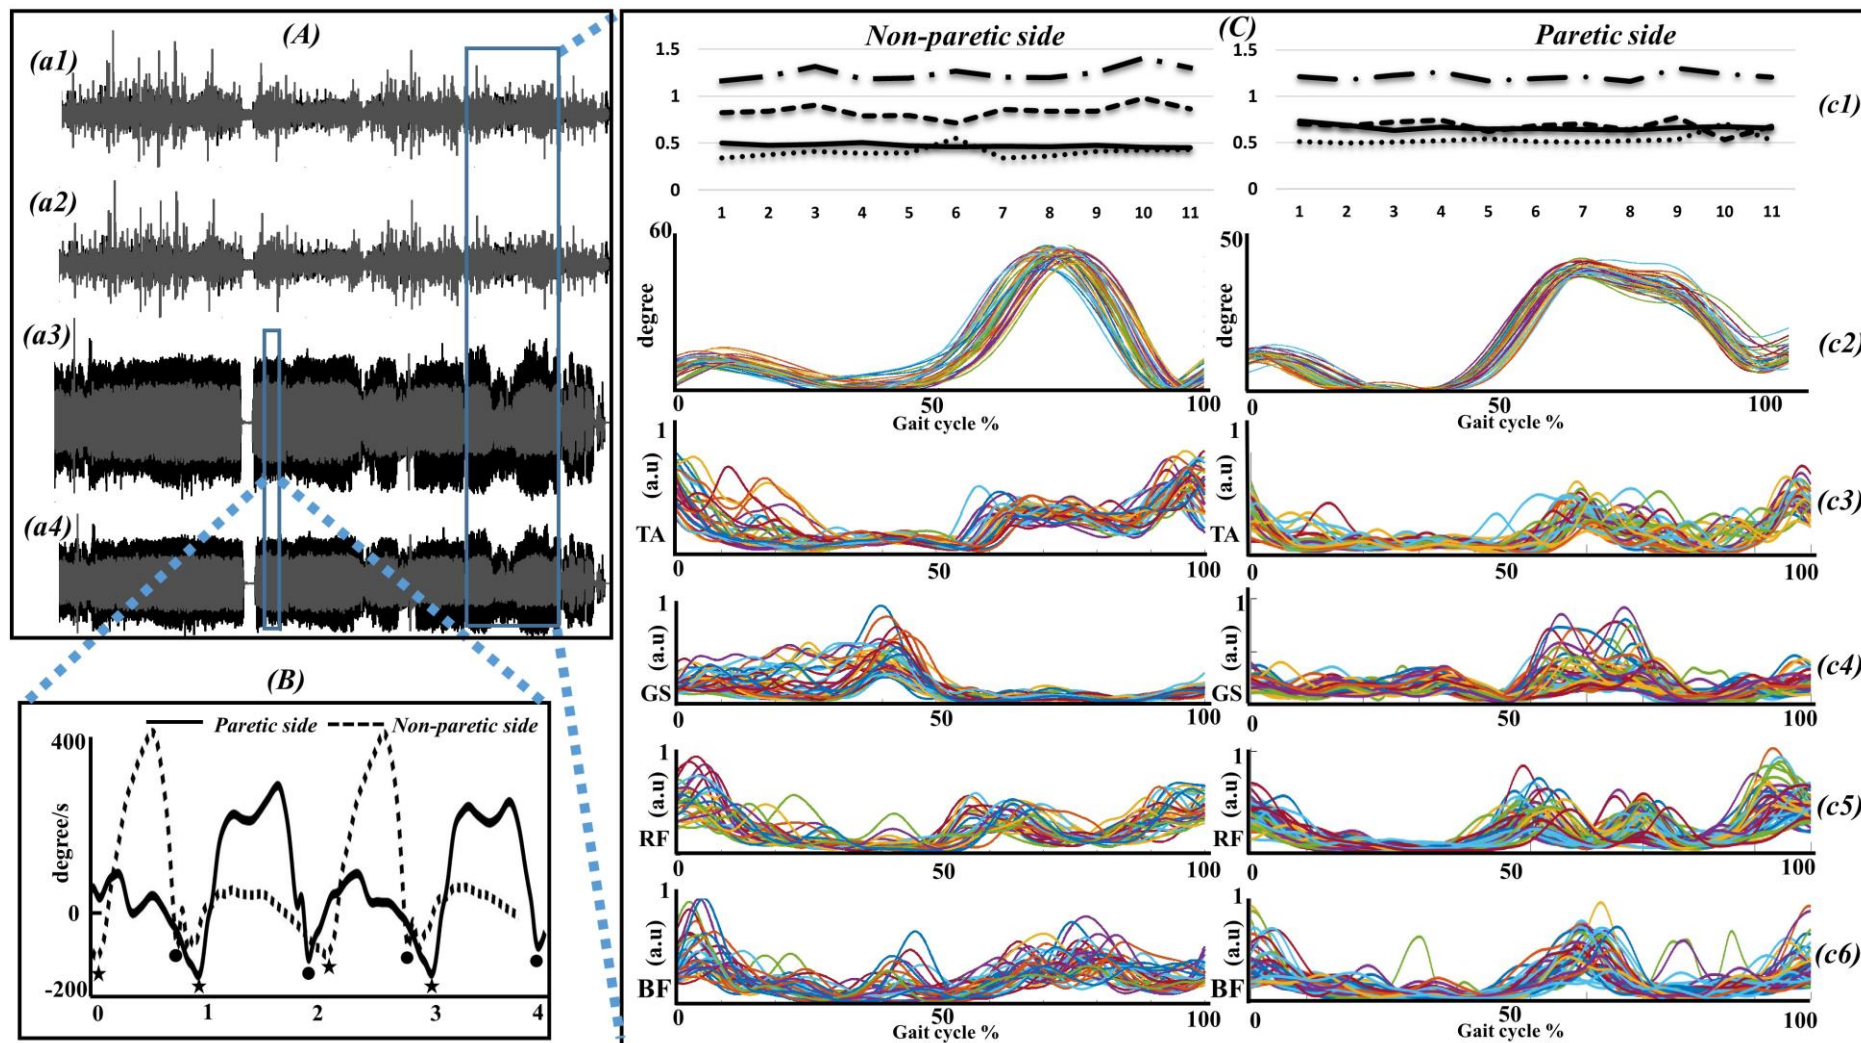 (A)
(a1)
(a2)
(a3)
(a4)
(B)
Paretic side
Non-paretic side
400
degree/s
0
-200
0 1 2 3 4
(C)
Non-paretic side
Paretic side
1.5
1
0.5
0
1 2 3 4 5 6 7 8 9 10 11
1.5
1
0.5
0
1 2 3 4 5 6 7 8 9 10 11
(c1)
60
degree
0 50 100
Gait cycle %
50
degree
0 50 100
Gait cycle %
(c2)
1
(a.u)
TA
0 50 100
1
(a.u)
TA
0 50 100
(c3)
1
(a.u)
GS
0 50 100
1
(a.u)
GS
0 50 100
(c4)
1
(a.u)
RF
0 50 100
1
(a.u)
RF
0 50 100
(c5)
1
(a.u)
BF
0 50 100
Gait cycle %
1
(a.u)
BF
0 50 100
Gait cycle %
(c6)